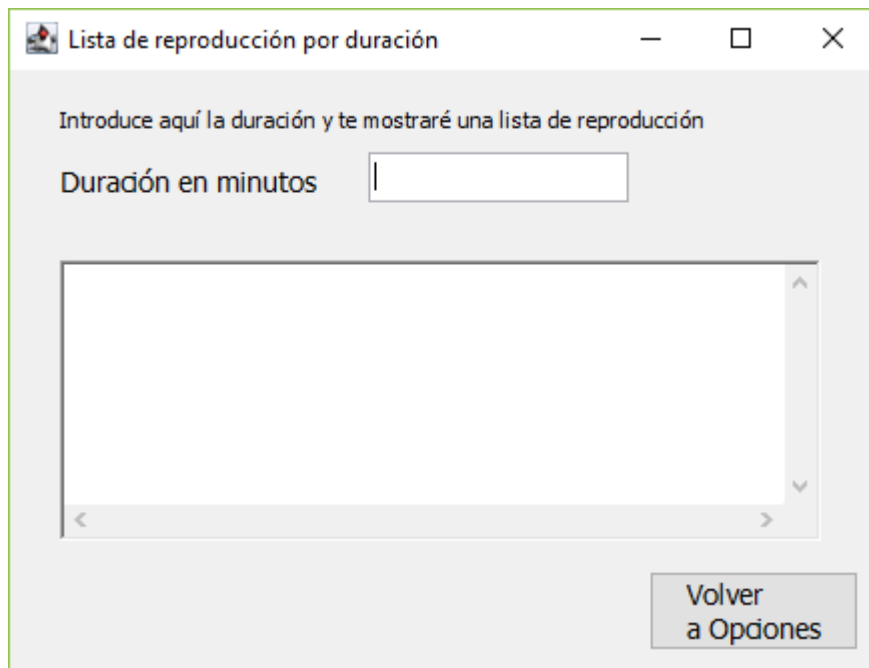 Lista de reproducción por duración
Introduce aquí la duración y te mostraré una lista de reproducción
Duración en minutos
Volver
a Opciones